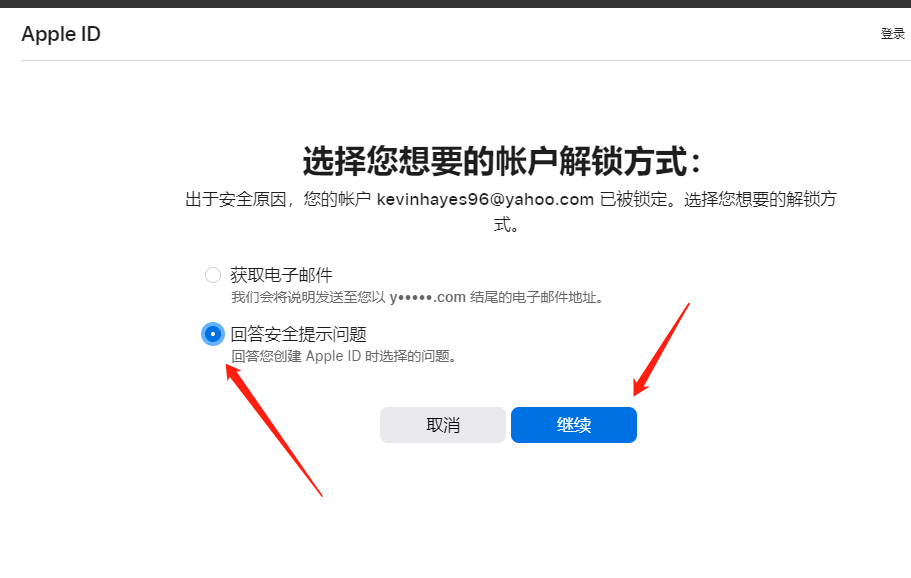 Apple ID
登录
选择您想要的帐户解锁方式：
出于安全原因，您的帐户 kevinhayes96@yahoo.com 已被锁定。选择您想要的解锁方
式。
获取电子邮件
我们会将说明发送至您以 y•••••.com 结尾的电子邮件地址。
回答安全提示问题
回答您创建 Apple ID 时选择的问题。
取消
继续